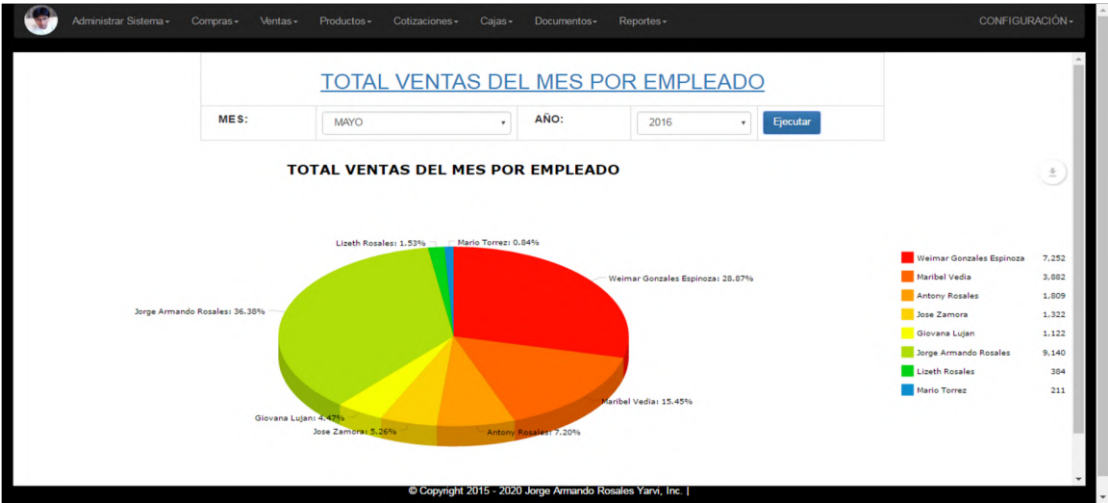 Administrar Sistema Compras Ventas Productos Cotizaciones Cajas Documentos Reportes CONFIGURACIÓN
TOTAL VENTAS DEL MES POR EMPLEADO
MES: MAYO AÑO: 2016 Ejecutar
TOTAL VENTAS DEL MES POR EMPLEADO
Lizeth Rosales: 1.53% Mario Torrez: 0.84%
Weimar Gonzales Espinoza: 28.87%
Jorge Armando Rosales: 36.38%
Maribel Vedia: 15.45%
Giovana Lujan: 4.47%
Jose Zamora: 5.26% Antony Rosales: 7.20%
Weimar Gonzales Espinoza 7,252
Maribel Vedia 3,882
Antony Rosales 1,809
Jose Zamora 1,322
Giovana Lujan 1,122
Jorge Armando Rosales 9,140
Lizeth Rosales 384
Mario Torrez 211
© Copyright 2015 - 2020 Jorge Armando Rosales Yarvi, Inc. |